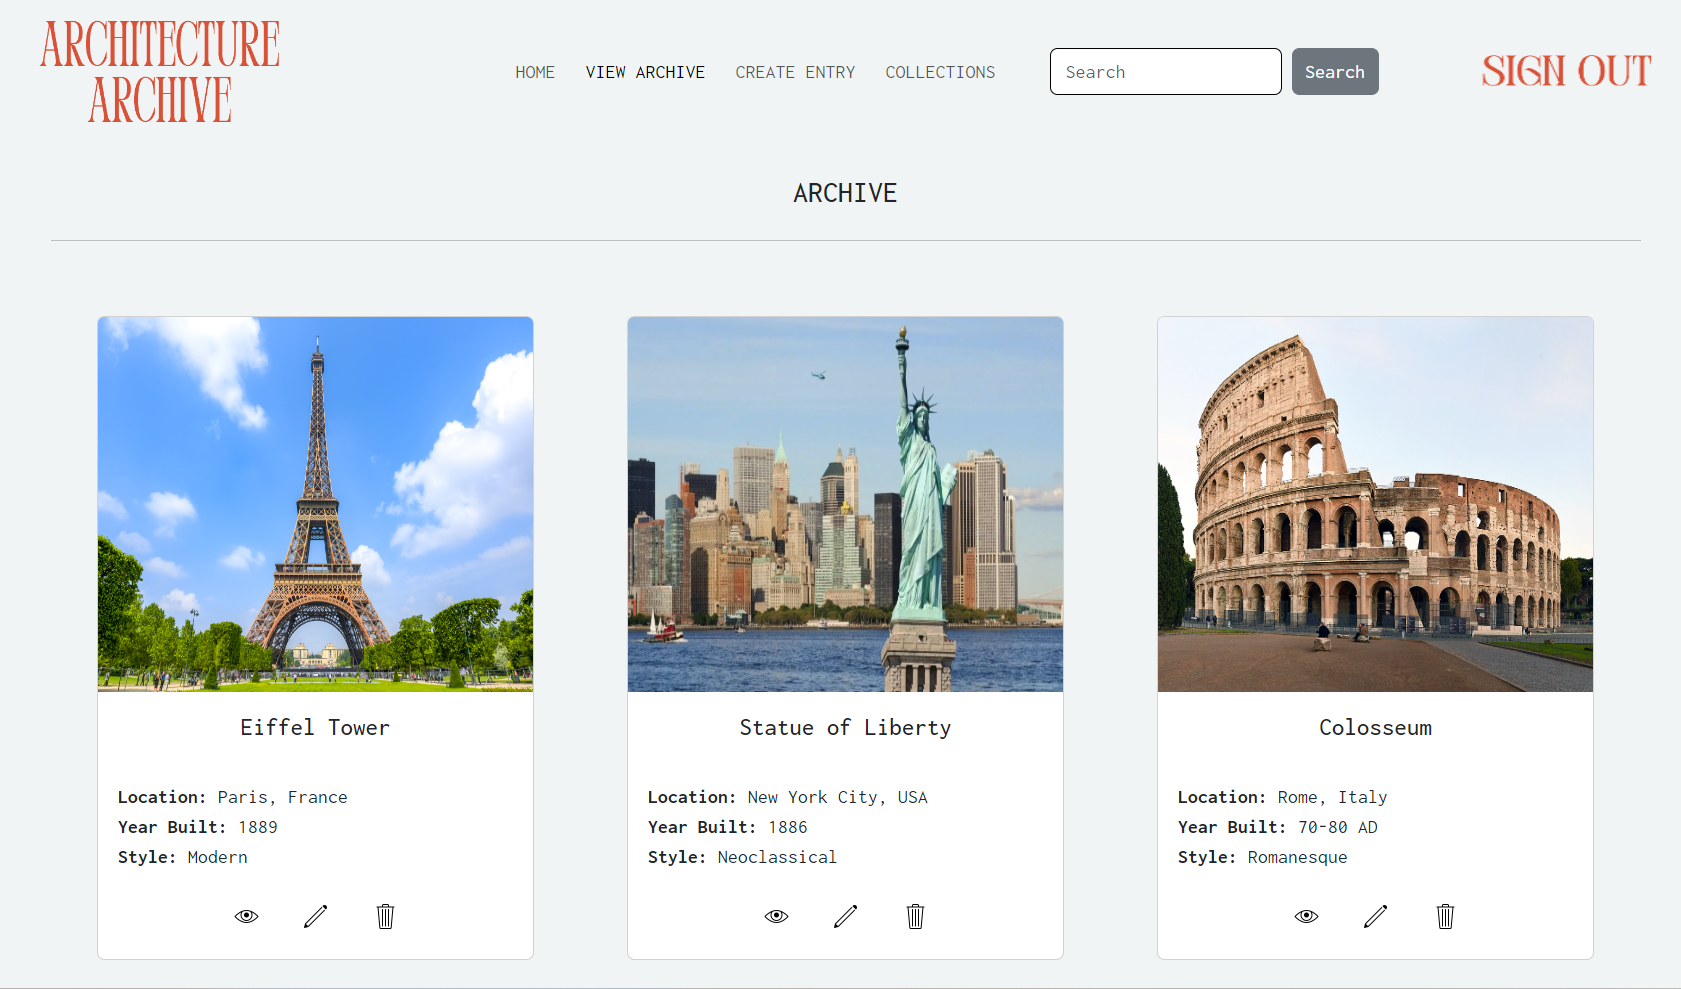 ARCHITECTURE
ARCHIVE
HOME VIEW ARCHIVE CREATE ENTRY COLLECTIONS Search Search SIGN OUT
ARCHIVE
Eiffel Tower
Location: Paris, France
Year Built: 1889
Style: Modern
Statue of Liberty
Location: New York City, USA
Year Built: 1886
Style: Neoclassical
Colosseum
Location: Rome, Italy
Year Built: 70-80 AD
Style: Romanesque